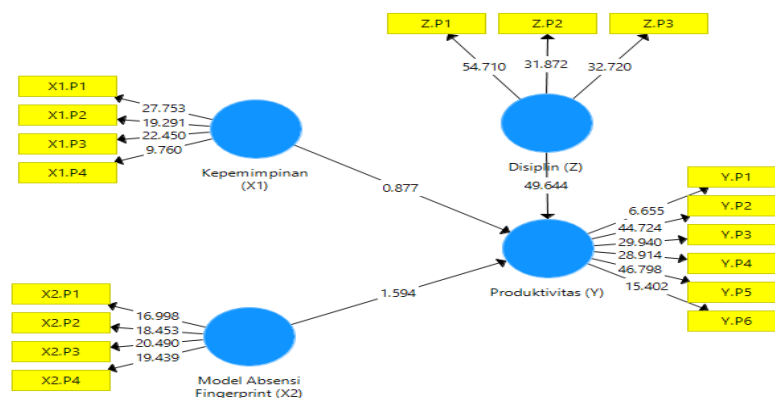 Z.P1
Z.P2
Z.P3
54.710
31.872
32.720
Disiplin (Z)
49.644
X1.P1
X1.P2
X1.P3
X1.P4
27.753
19.291
22.450
9.760
Kepemimpinan
(X1)
0.877
Y.P1
Y.P2
Y.P3
Y.P4
Y.P5
Y.P6
6.655
44.724
29.940
28.914
46.798
15.402
Produktivitas (Y)
1.594
X2.P1
X2.P2
X2.P3
X2.P4
16.998
18.453
20.490
19.439
Model Absensi
Fingerprint (X2)